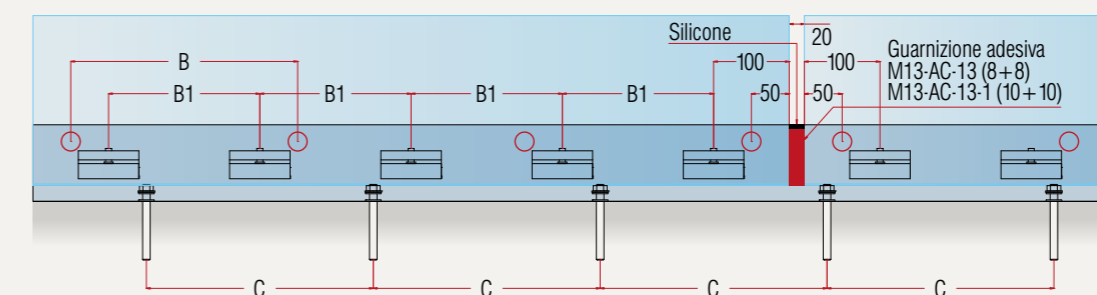 Silicone
20
Guarnizione adesiva
M13-AC-13 (8+8)
M13-AC-13-1 (10+10)
B
100
100
B1
B1
B1
B1
50
50
C
C
C
C